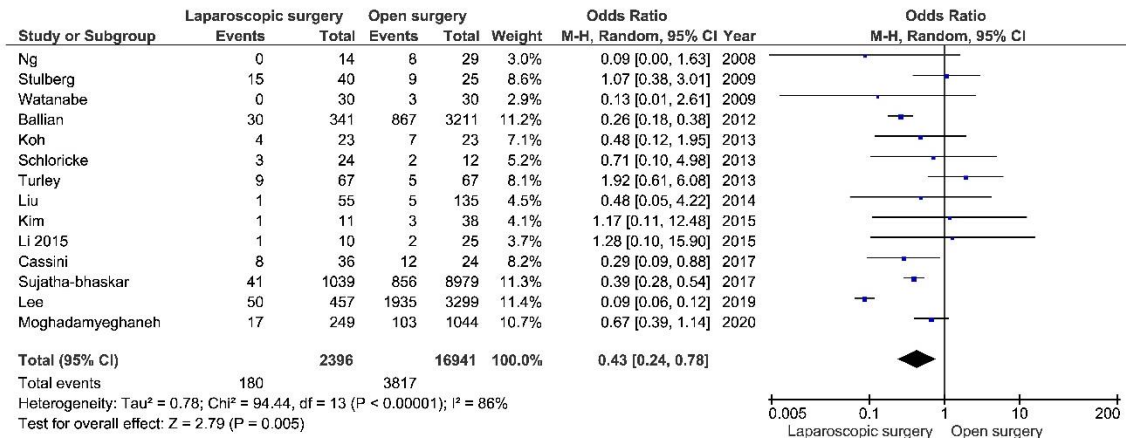 Laparoscopic surgery Open surgery Odds Ratio Odds Ratio
Study or Subgroup Events Total Events Total Weight M-H, Random, 95% CI Year M-H, Random, 95% CI
Ng 0 14 8 29 3.0% 0.09 [0.00, 1.63] 2008
Stulberg 15 40 9 25 8.6% 1.07 [0.38, 3.01] 2009
Watanabe 0 30 3 30 2.9% 0.13 [0.01, 2.61] 2009
Ballian 30 341 867 3211 11.2% 0.26 [0.18, 0.38] 2012
Koh 4 23 7 23 7.1% 0.48 [0.12, 1.95] 2013
Schloricke 3 24 2 12 5.2% 0.71 [0.10, 4.98] 2013
Turley 9 67 5 67 8.1% 1.92 [0.61, 6.08] 2013
Liu 1 55 5 135 4.5% 0.48 [0.05, 4.22] 2014
Kim 1 11 3 38 4.1% 1.17 [0.11, 12.48] 2015
Li 2015 1 10 2 25 3.7% 1.28 [0.10, 15.90] 2015
Cassini 8 36 12 24 8.2% 0.29 [0.09, 0.88] 2017
Sujatha-bhaskar 41 1039 856 8979 11.3% 0.39 [0.28, 0.54] 2017
Lee 50 457 1935 3299 11.4% 0.09 [0.06, 0.12] 2019
Moghadamyeghaneh 17 249 103 1044 10.7% 0.67 [0.39, 1.14] 2020
Total (95% CI) 2396 16941 100.0% 0.43 [0.24, 0.78]
Total events 180 3817
Heterogeneity: Tau² = 0.78; Chi² = 94.44, df = 13 (P < 0.00001); I² = 86%
Test for overall effect: Z = 2.79 (P = 0.005)
0.005 0.1 1 10 200
Laparoscopic surgery Open surgery